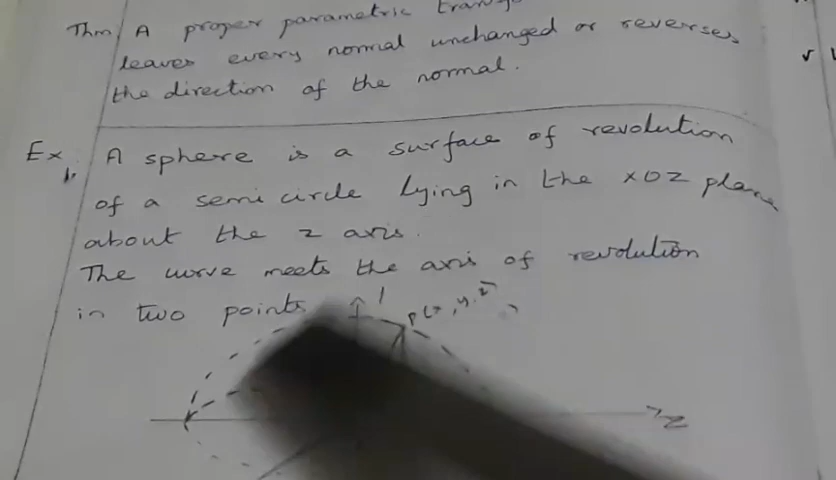 Thm A proper parametric
leaves every normal unchanged or reverses
the direction of the normal.
Ex 1. A sphere is a surface of revolution
of a semi circle lying in the XOZ plane
about the z axis.
The curve meets the axis of revolution
in two points
P(x, y, z)
Z